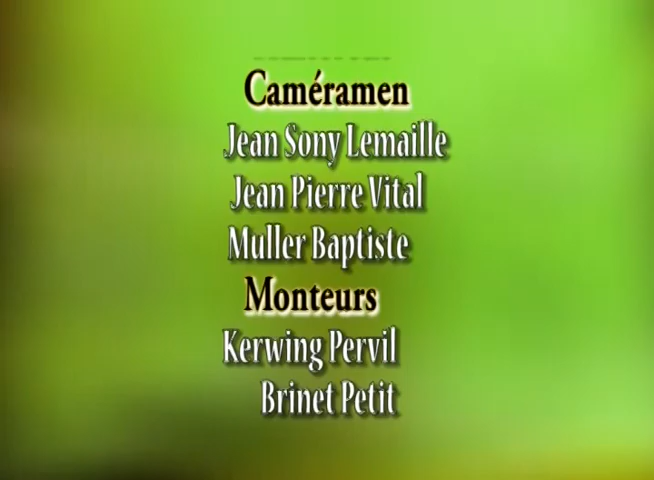 Caméramen
Jean Sony Lemaille
Jean Pierre Vital
Muller Baptiste
Monteurs
Kerwing Pervil
Brinet Petit